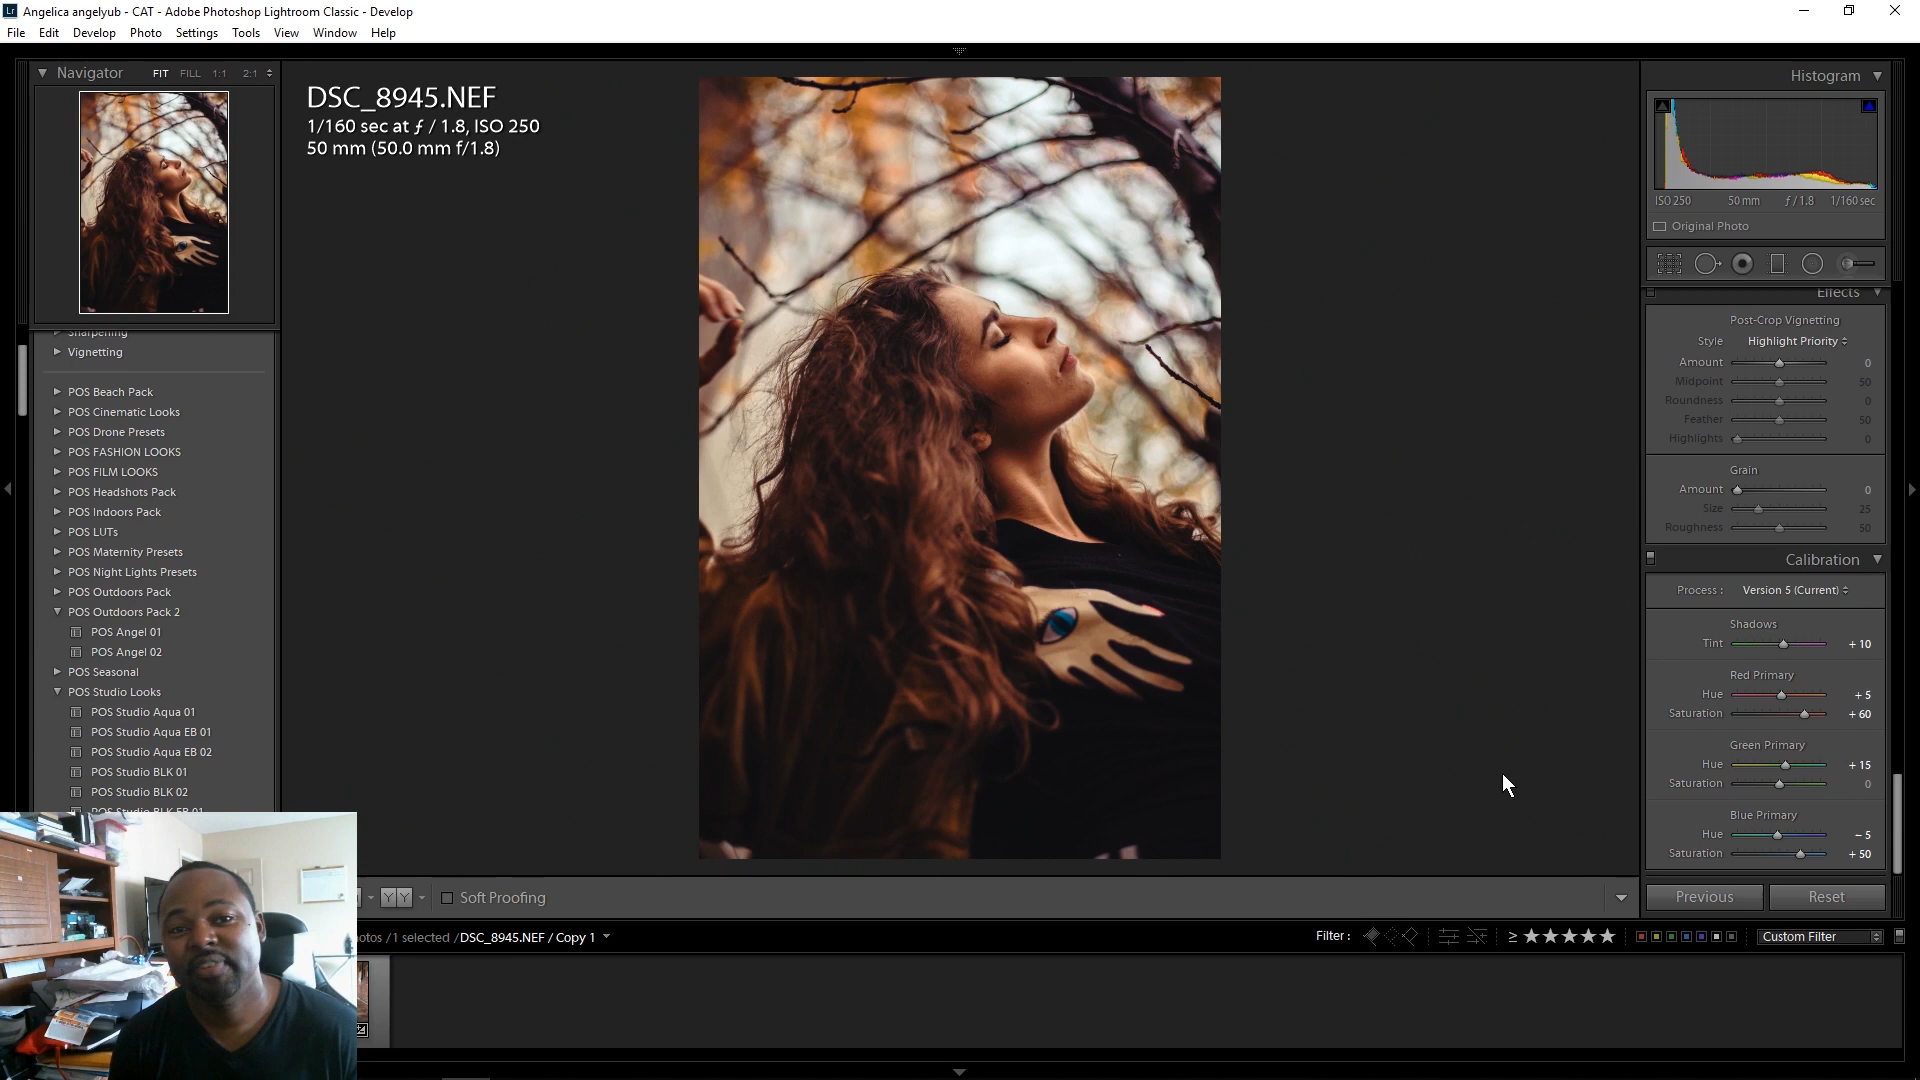 Angelica angelyub - CAT - Adobe Photoshop Lightroom Classic - Develop
File Edit Develop Photo Settings Tools View Window Help
Navigator FIT FILL 1:1 2:1
Sharpening
Vignetting
POS Beach Pack
POS Cinematic Looks
POS Drone Presets
POS FASHION LOOKS
POS FILM LOOKS
POS Headshots Pack
POS Indoors Pack
POS LUTs
POS Maternity Presets
POS Night Lights Presets
POS Outdoors Pack
POS Outdoors Pack 2
POS Angel 01
POS Angel 02
POS Seasonal
POS Studio Looks
POS Studio Aqua 01
POS Studio Aqua EB 01
POS Studio Aqua EB 02
POS Studio BLK 01
POS Studio BLK 02
POS Studio BLK EB 01
DSC_8945.NEF
1/160 sec at ƒ / 1.8, ISO 250
50 mm (50.0 mm f/1.8)
Histogram
ISO 250 50 mm ƒ / 1.8 1/160 sec
Original Photo
Effects
Post-Crop Vignetting
Style Highlight Priority
Amount 0
Midpoint 50
Roundness 0
Feather 50
Highlights 0
Grain
Amount 0
Size 25
Roughness 50
Calibration
Process : Version 5 (Current)
Shadows
Tint + 10
Red Primary
Hue + 5
Saturation + 60
Green Primary
Hue + 15
Saturation 0
Blue Primary
Hue − 5
Saturation + 50
Previous Reset
Y Y Soft Proofing
/1 selected /DSC_8945.NEF / Copy 1
Filter : ≥ ★★★★★ Custom Filter